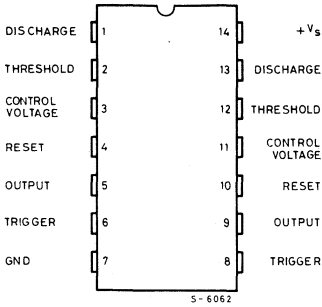 DISCHARGE 1 14 +Vs
THRESHOLD 2 13 DISCHARGE
CONTROL VOLTAGE 3 12 THRESHOLD
RESET 4 11 CONTROL VOLTAGE
OUTPUT 5 10 RESET
TRIGGER 6 9 OUTPUT
GND 7 8 TRIGGER
S-6062